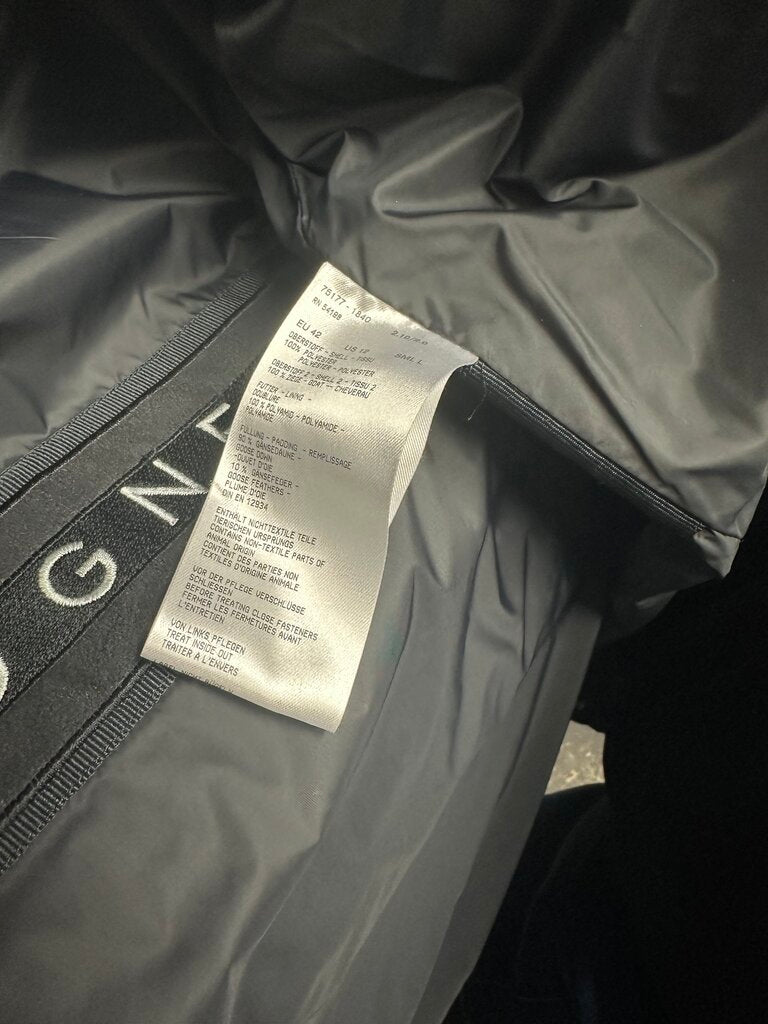 75177-1840
RN 54188
EU 42 US 12 SML L
OBERSTOFF - SHELL - TISSU
100% POLYESTER
POLYESTER - POLYESTER
OBERSTOFF 2 - SHELL 2 - TISSU 2
100 % ZIEGE - GOAT -- CHEVERAU
FUTTER - LINING -
DOUBLURE
100 % POLYAMID - POLYAMIDE -
POLYAMIDE
FÜLLUNG - PADDING - REMPLISSAGE
90 % GÄNSEDAUNE -
GOOSE DOWN
-DUVET D'OIE
10 % GÄNSEFEDER -
GOOSE FEATHERS -
PLUME D'OIE
DIN EN 12934
ENTHÄLT NICHTTEXTILE TEILE
TIERISCHEN URSPRUNGS
CONTAINS NON-TEXTILE PARTS OF
ANIMAL ORIGIN
CONTIENT DES PARTIES NON
TEXTILES D'ORIGINE ANIMALE
VOR DER PFLEGE VERSCHLÜSSE
SCHLIESSEN
BEFORE TREATING CLOSE FASTENERS
FERMER LES FERMETURES AVANT
L'ENTRETIEN
VON LINKS PFLEGEN
TREAT INSIDE OUT
TRAITER À L'ENVERS
GNE